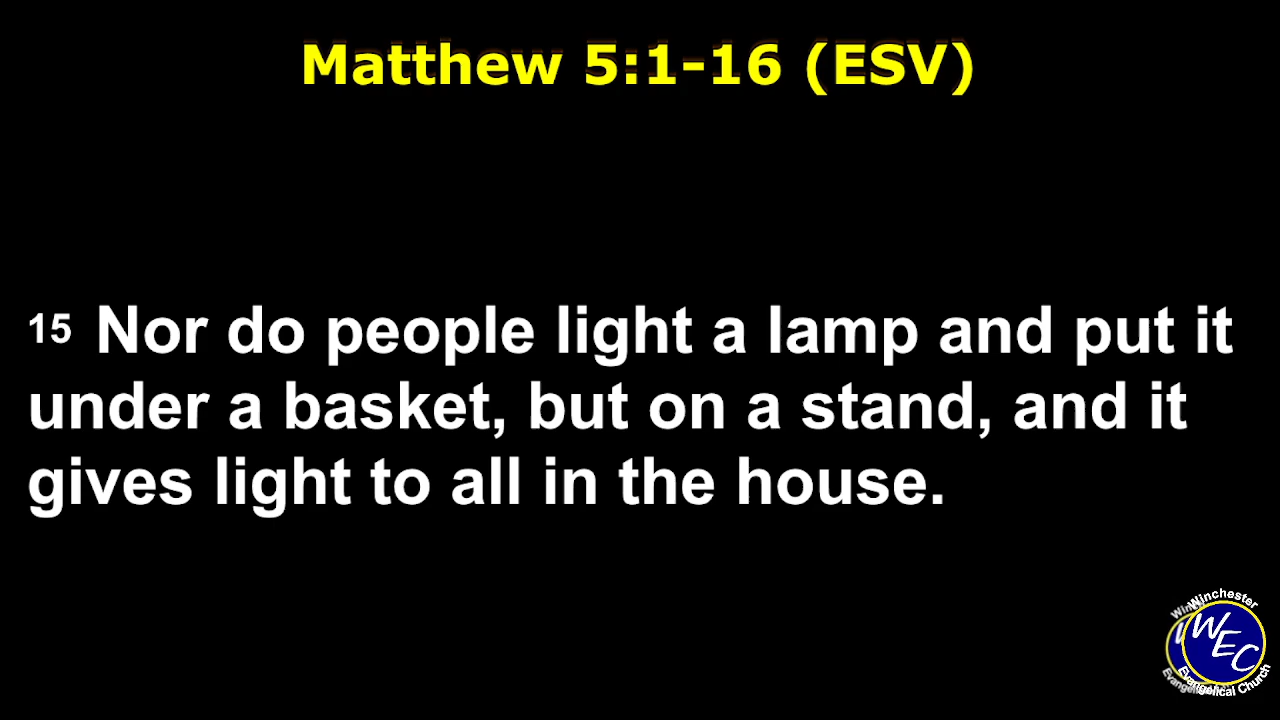 Matthew 5:1-16 (ESV)
15 Nor do people light a lamp and put it
under a basket, but on a stand, and it
gives light to all in the house.
Winchester
WEC
Evangelical Church